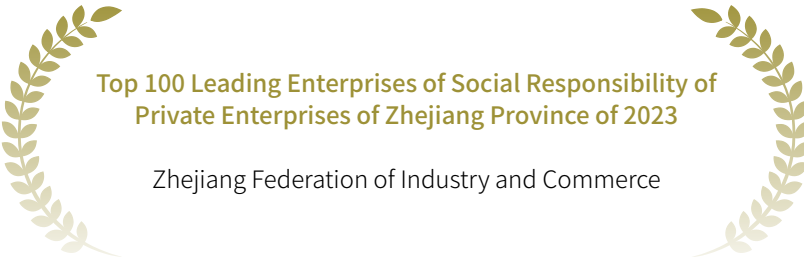 Top 100 Leading Enterprises of Social Responsibility of
Private Enterprises of Zhejiang Province of 2023
Zhejiang Federation of Industry and Commerce